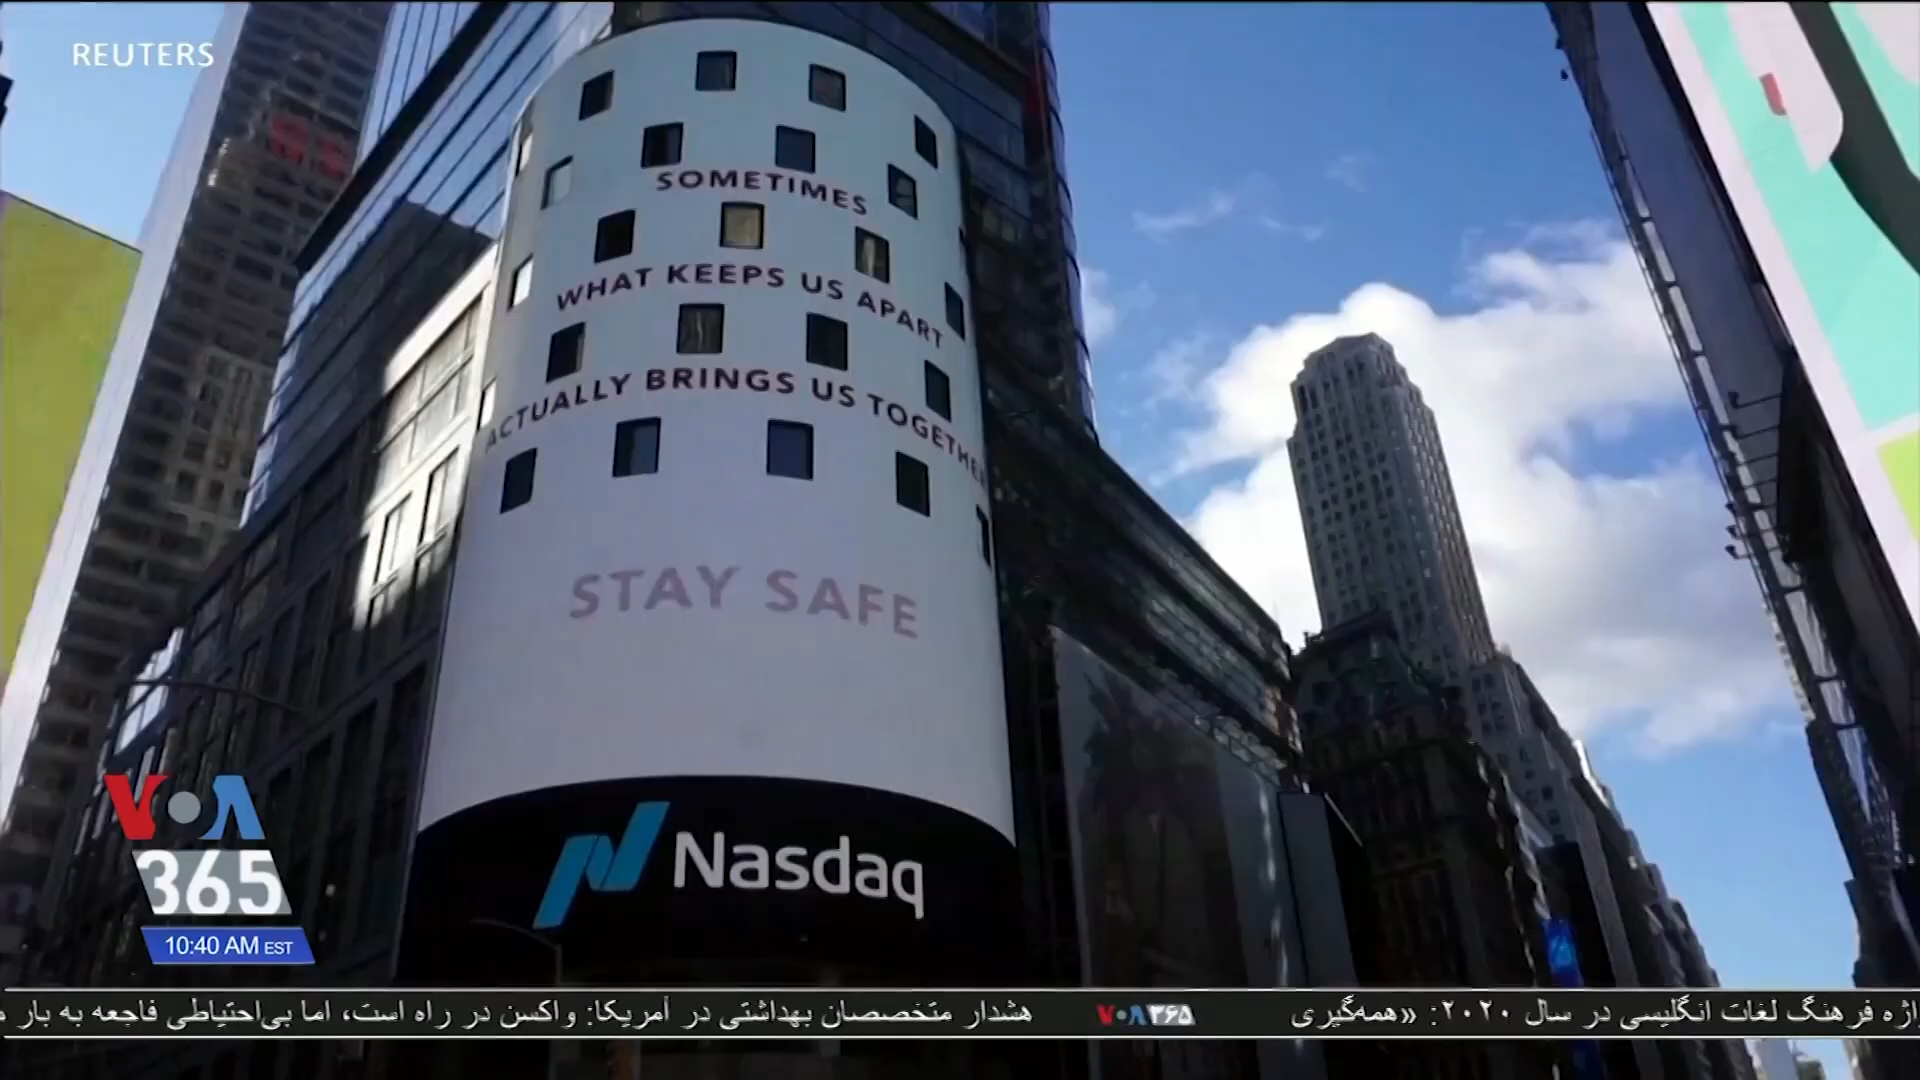 REUTERS
SOMETIMES
WHAT KEEPS US APART
ACTUALLY BRINGS US TOGETHER
STAY SAFE
Nasdaq
VOA
365
10:40 AM EST
واژه فرهنگ لغات انگلیسی در سال ۲۰۲۰: «همه‌گیری
VOA365
هشدار متخصصان بهداشتی در آمریکا: واکسن در راه است، اما بی‌احتیاطی فاجعه به بار